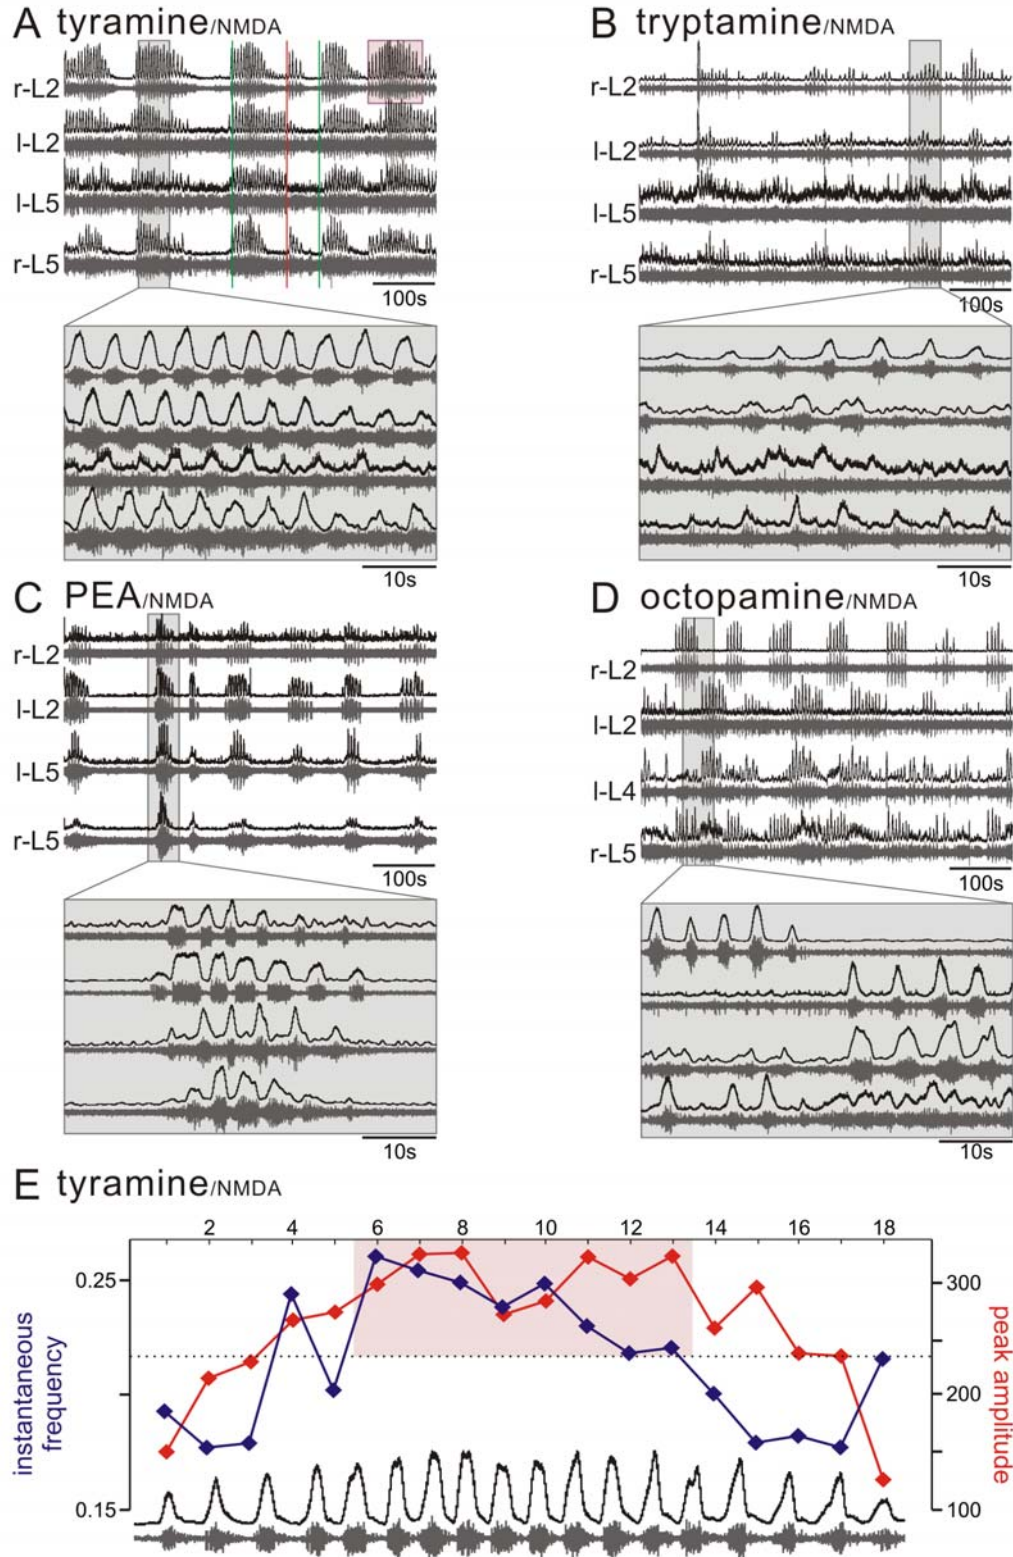 A tyramine/NMDA
r-L2
l-L2
l-L5
r-L5
100s
10s
B tryptamine/NMDA
r-L2
l-L2
l-L5
r-L5
100s
10s
C PEA/NMDA
r-L2
l-L2
l-L5
r-L5
100s
10s
D octopamine/NMDA
r-L2
l-L2
l-L4
r-L5
100s
10s
E tyramine/NMDA
2 4 6 8 10 12 14 16 18
0.25
0.15
instantaneous
frequency
300
200
100
peak amplitude